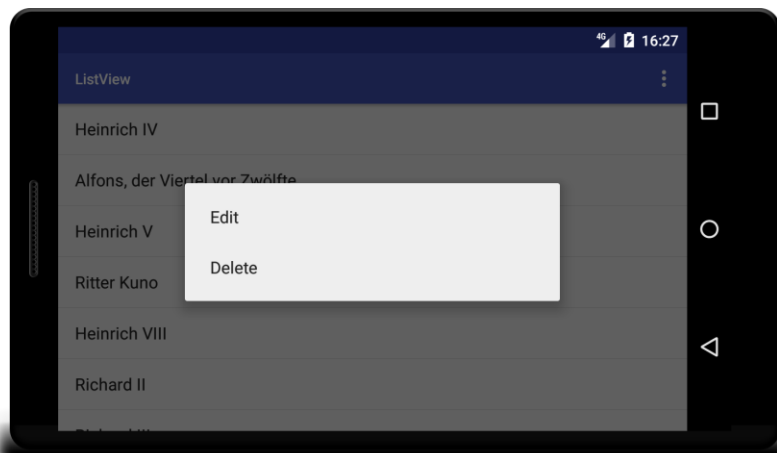 4G 16:27
ListView
Heinrich IV
Alfons, der Viertel vor Zwölfte
Heinrich V
Edit
Ritter Kuno
Delete
Heinrich VIII
Richard II